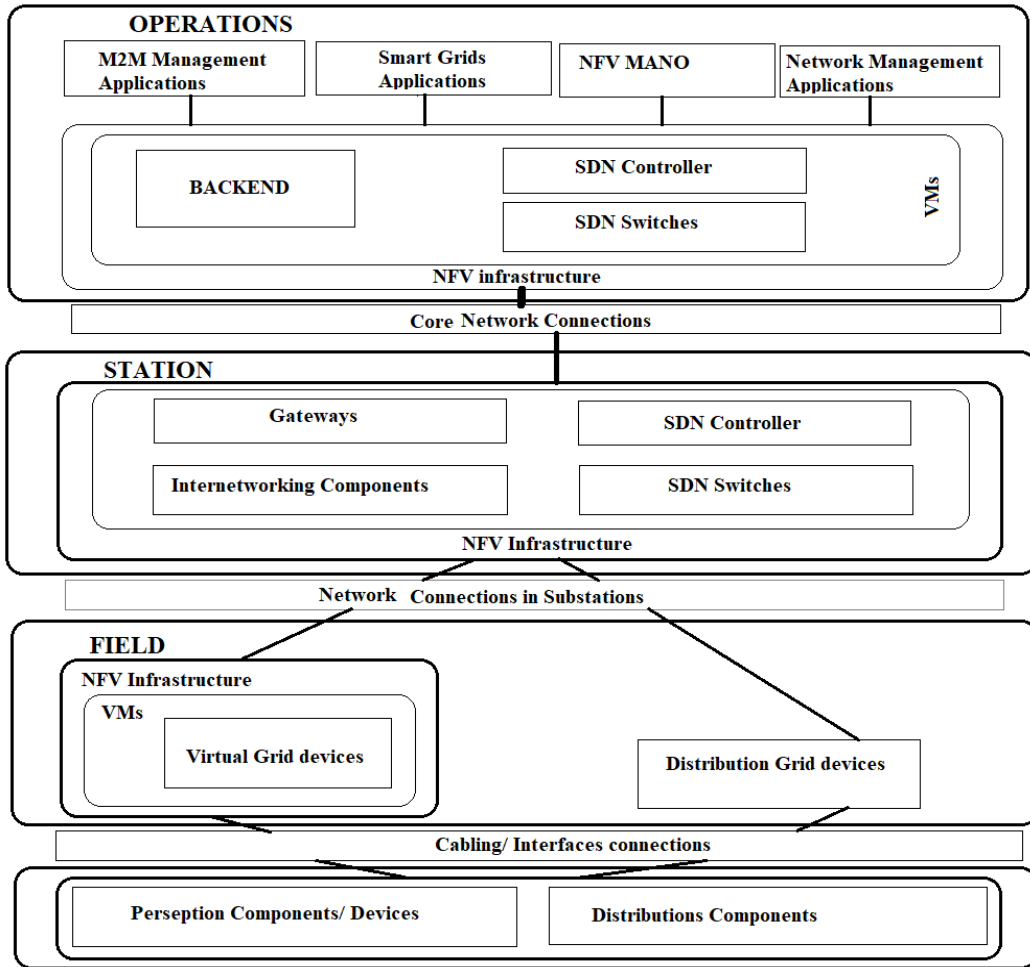 OPERATIONS
M2M Management
Applications
Smart Grids
Applications
NFV MANO
Network Management
Applications
BACKEND
SDN Controller
SDN Switches
VMs
NFV infrastructure
Core Network Connections
STATION
Gateways
SDN Controller
Internetworking Components
SDN Switches
NFV Infrastructure
Network Connections in Substations
FIELD
NFV Infrastructure
VMs
Virtual Grid devices
Distribution Grid devices
Cabling/ Interfaces connections
Perseption Components/ Devices
Distributions Components